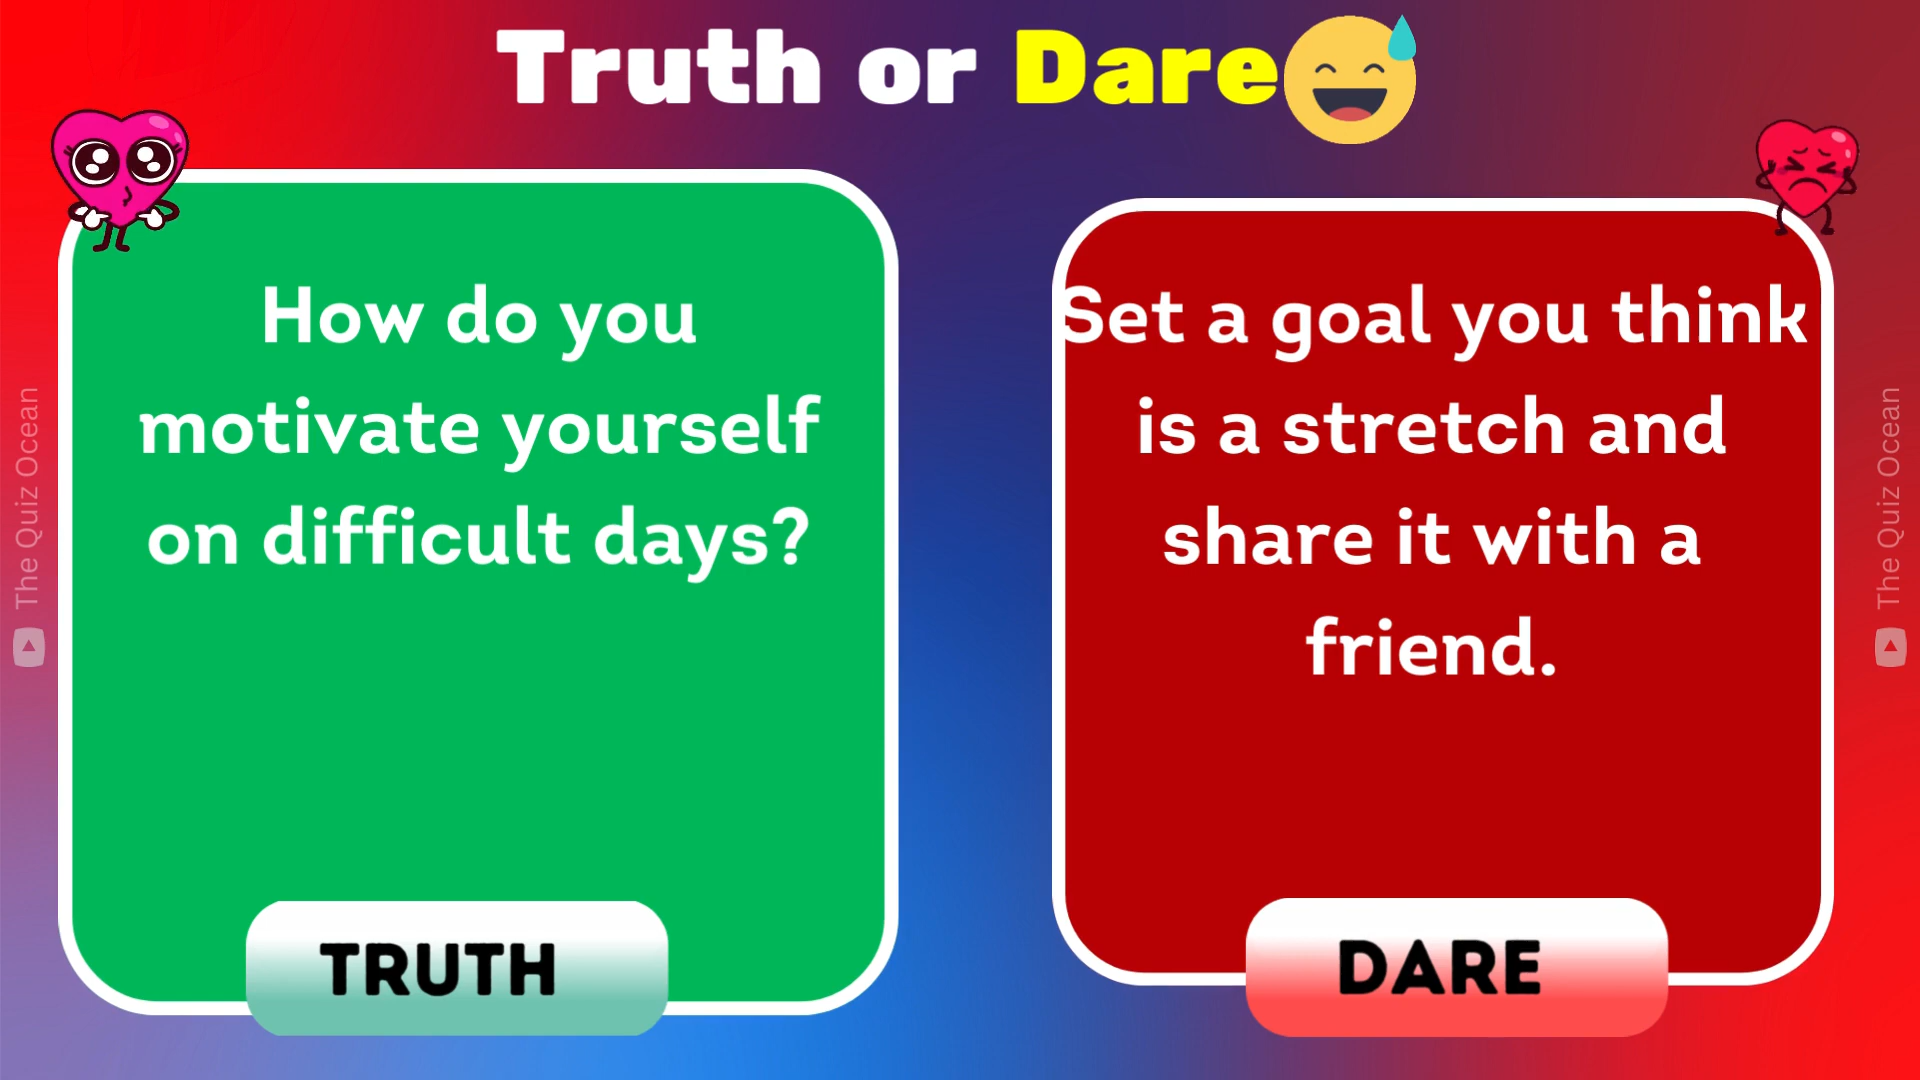 Truth or Dare
How do you
motivate yourself
on difficult days?
TRUTH
Set a goal you think
is a stretch and
share it with a
friend.
DARE
The Quiz Ocean
The Quiz Ocean